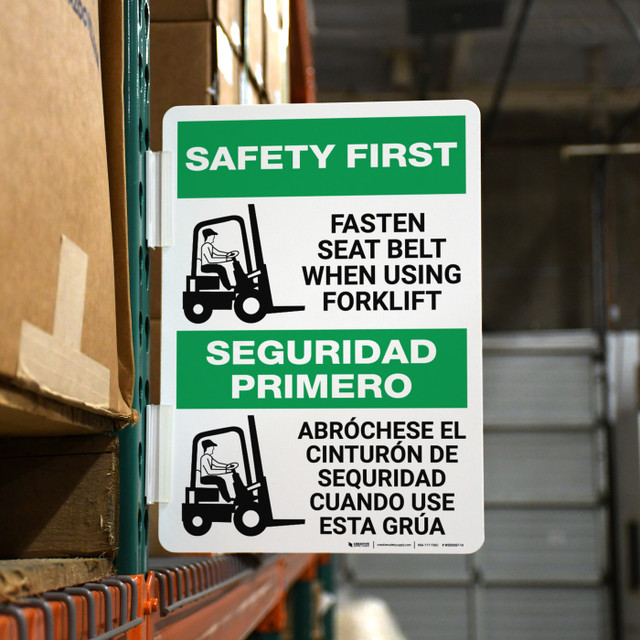 SAFETY FIRST
FASTEN
SEAT BELT
WHEN USING
FORKLIFT
SEGURIDAD
PRIMERO
ABRÓCHESE EL
CINTURÓN DE
SEQURIDAD
CUANDO USE
ESTA GRÚA